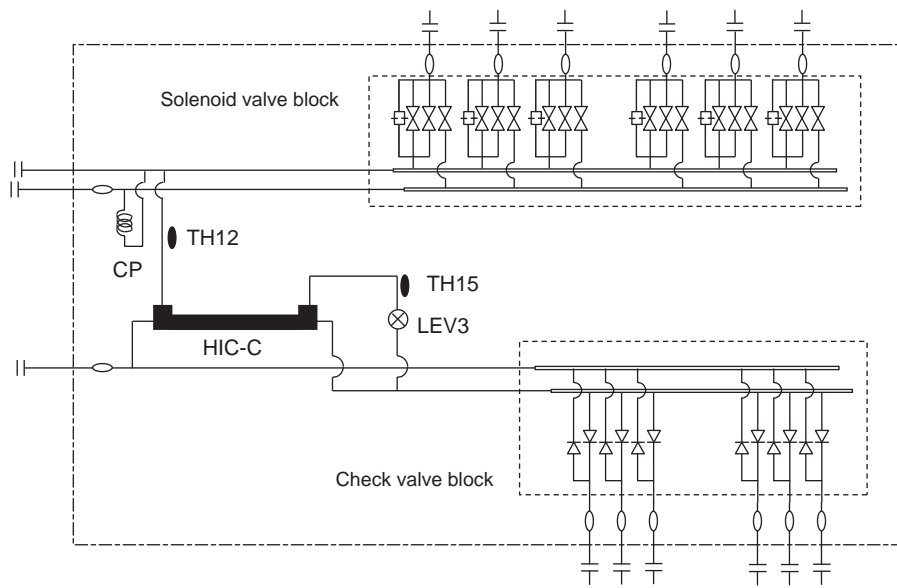 Solenoid valve block
TH12
CP
TH15
LEV3
HIC-C
Check valve block